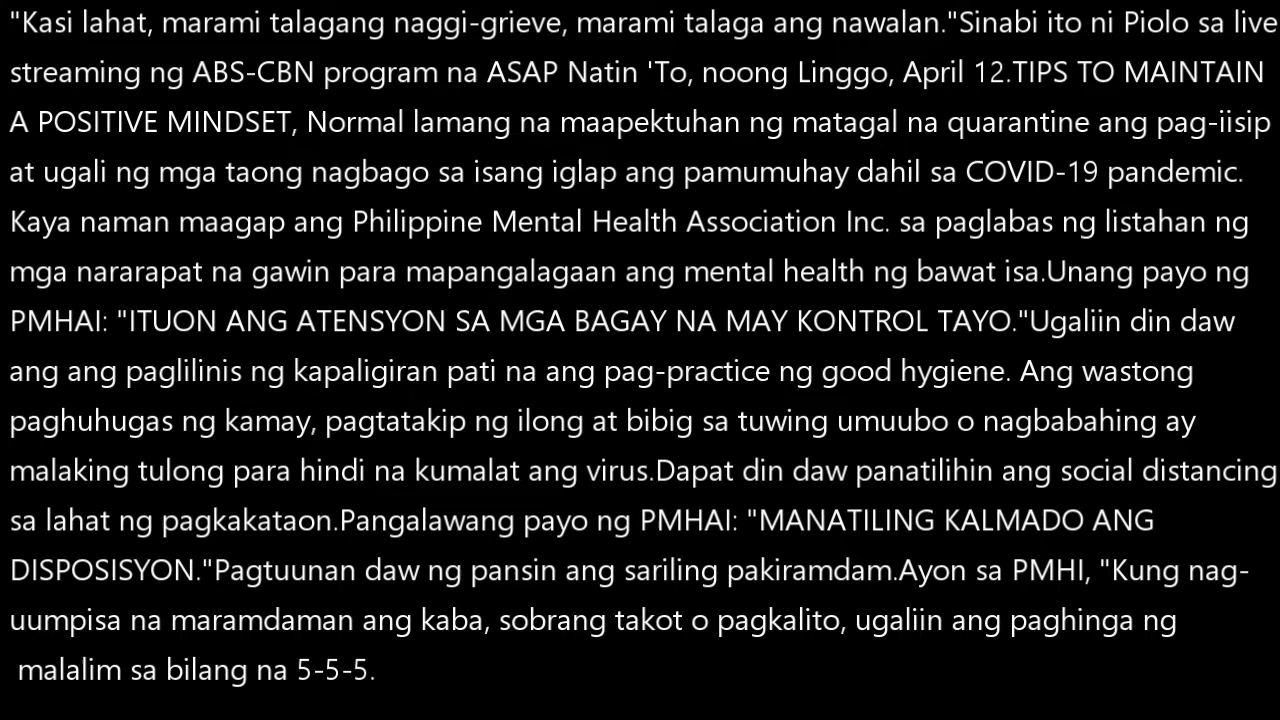 "Kasi lahat, marami talagang naggi-grieve, marami talaga ang nawalan."Sinabi ito ni Piolo sa live
streaming ng ABS-CBN program na ASAP Natin 'To, noong Linggo, April 12.TIPS TO MAINTAIN
A POSITIVE MINDSET, Normal lamang na maapektuhan ng matagal na quarantine ang pag-iisip
at ugali ng mga taong nagbago sa isang iglap ang pamumuhay dahil sa COVID-19 pandemic.
Kaya naman maagap ang Philippine Mental Health Association Inc. sa paglabas ng listahan ng
mga nararapat na gawin para mapangalagaan ang mental health ng bawat isa.Unang payo ng
PMHAI: "ITUON ANG ATENSYON SA MGA BAGAY NA MAY KONTROL TAYO."Ugaliin din daw
ang ang paglilinis ng kapaligiran pati na ang pag-practice ng good hygiene. Ang wastong
paghuhugas ng kamay, pagtatakip ng ilong at bibig sa tuwing umuubo o nagbabahing ay
malaking tulong para hindi na kumalat ang virus.Dapat din daw panatilihin ang social distancing
sa lahat ng pagkakataon.Pangalawang payo ng PMHAI: "MANATILING KALMADO ANG
DISPOSISYON."Pagtuunan daw ng pansin ang sariling pakiramdam.Ayon sa PMHI, "Kung nag-
uumpisa na maramdaman ang kaba, sobrang takot o pagkalito, ugaliin ang paghinga ng
malalim sa bilang na 5-5-5.